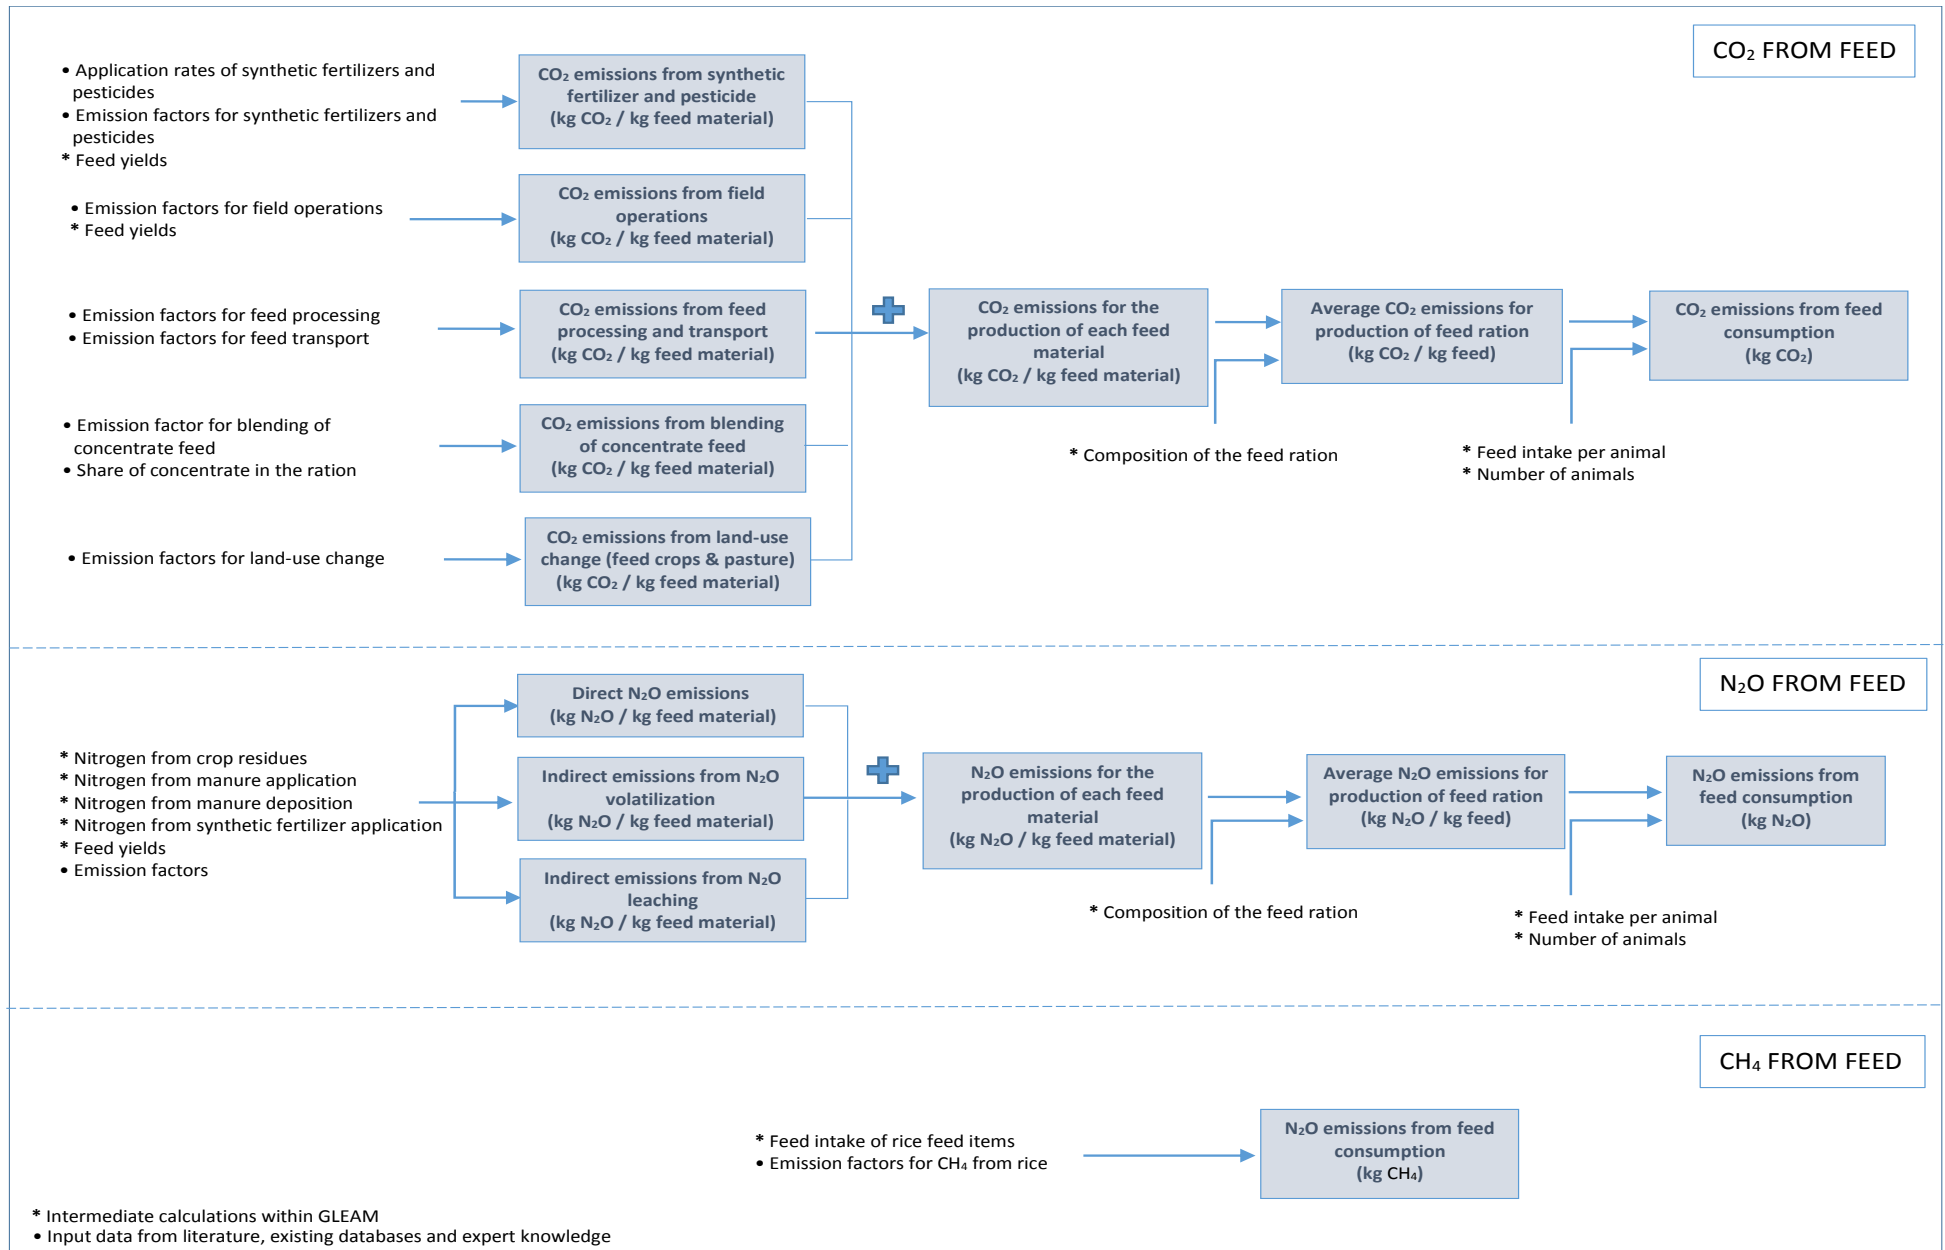 CO₂ FROM FEED
• Application rates of synthetic fertilizers and
pesticides
• Emission factors for synthetic fertilizers and
pesticides
* Feed yields
CO₂ emissions from synthetic
fertilizer and pesticide
(kg CO₂ / kg feed material)
• Emission factors for field operations
* Feed yields
CO₂ emissions from field
operations
(kg CO₂ / kg feed material)
• Emission factors for feed processing
• Emission factors for feed transport
CO₂ emissions from feed
processing and transport
(kg CO₂ / kg feed material)
• Emission factor for blending of
concentrate feed
• Share of concentrate in the ration
CO₂ emissions from blending
of concentrate feed
(kg CO₂ / kg feed material)
• Emission factors for land-use change
CO₂ emissions from land-use
change (feed crops & pasture)
(kg CO₂ / kg feed material)
CO₂ emissions for the
production of each feed
material
(kg CO₂ / kg feed material)
* Composition of the feed ration
Average CO₂ emissions for
production of feed ration
(kg CO₂ / kg feed)
* Feed intake per animal
* Number of animals
CO₂ emissions from feed
consumption
(kg CO₂)
N₂O FROM FEED
* Nitrogen from crop residues
* Nitrogen from manure application
* Nitrogen from manure deposition
* Nitrogen from synthetic fertilizer application
* Feed yields
• Emission factors
Direct N₂O emissions
(kg N₂O / kg feed material)
Indirect emissions from N₂O
volatilization
(kg N₂O / kg feed material)
Indirect emissions from N₂O
leaching
(kg N₂O / kg feed material)
N₂O emissions for the
production of each feed
material
(kg N₂O / kg feed material)
* Composition of the feed ration
Average N₂O emissions for
production of feed ration
(kg N₂O / kg feed)
* Feed intake per animal
* Number of animals
N₂O emissions from
feed consumption
(kg N₂O)
CH₄ FROM FEED
* Feed intake of rice feed items
• Emission factors for CH₄ from rice
N₂O emissions from feed
consumption
(kg CH₄)
* Intermediate calculations within GLEAM
• Input data from literature, existing databases and expert knowledge